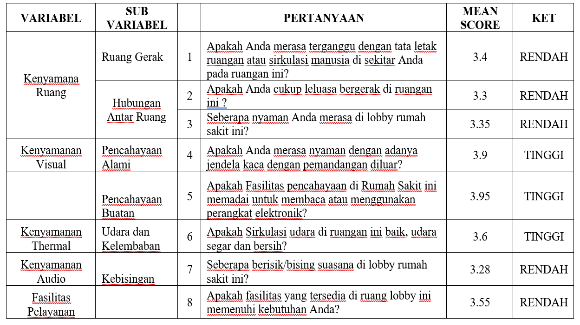 VARIABEL
SUB
VARIABEL
PERTANYAAN
MEAN
SCORE
KET
Kenyamana
Ruang
Ruang Gerak
1
Apakah Anda merasa terganggu dengan tata letak
ruangan atau sirkulasi manusia di sekitar Anda
pada ruangan ini?
3.4
RENDAH
Hubungan
Antar Ruang
2
Apakah Anda cukup leluasa bergerak di ruangan
ini ?
3.3
RENDAH
3
Seberapa nyaman Anda merasa di lobby rumah
sakit ini?
3.35
RENDAH
Kenyamanan
Visual
Pencahayaan
Alami
4
Apakah Anda merasa nyaman dengan adanya
jendela kaca dengan pemandangan diluar?
3.9
TINGGI
Pencahayaan
Buatan
5
Apakah Fasilitas pencahayaan di Rumah Sakit ini
memadai untuk membaca atau menggunakan
perangkat elektronik?
3.95
TINGGI
Kenyamanan
Thermal
Udara dan
Kelembaban
6
Apakah Sirkulasi udara di ruangan ini baik, udara
segar dan bersih?
3.6
TINGGI
Kenyamanan
Audio
Kebisingan
7
Seberapa berisik/bising suasana di lobby rumah
sakit ini?
3.28
RENDAH
Fasilitas
Pelayanan
8
Apakah fasilitas yang tersedia di ruang lobby ini
memenuhi kebutuhan Anda?
3.55
RENDAH